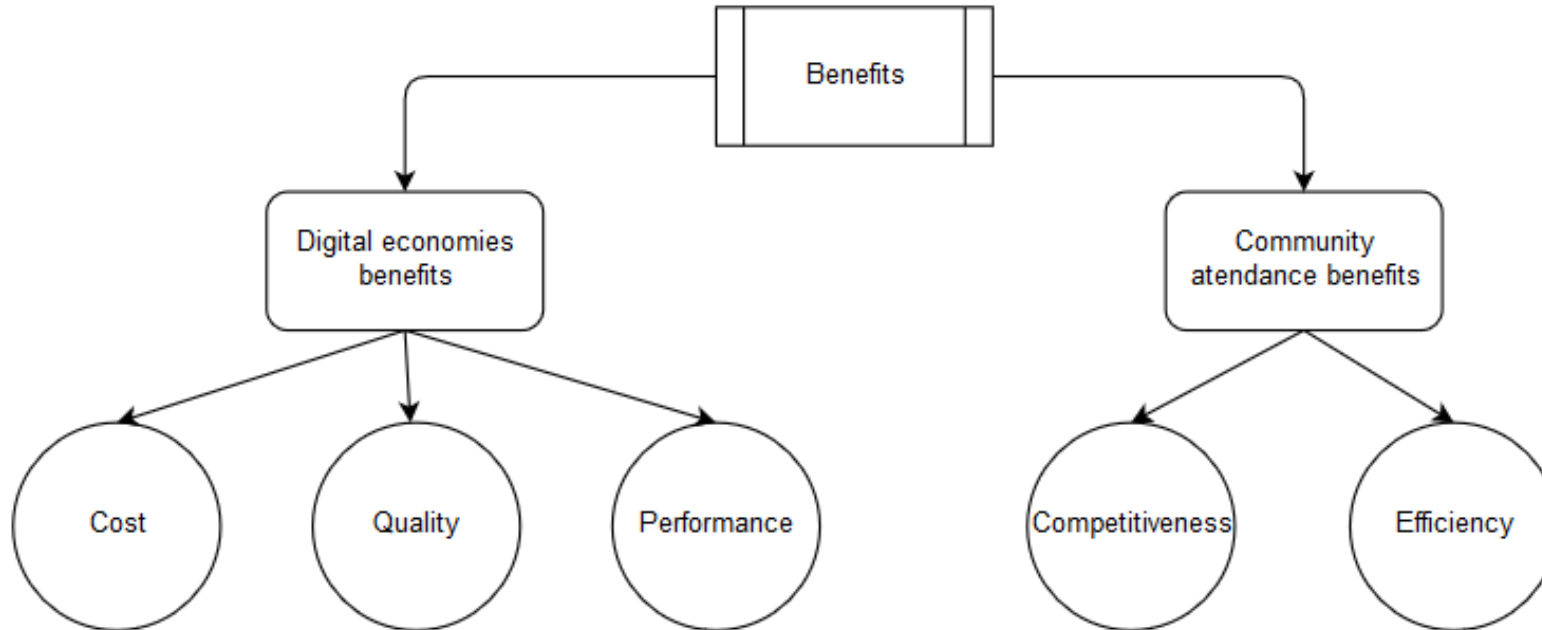 Benefits
Digital economies
benefits
Community
atendance benefits
Cost
Quality
Performance
Competitiveness
Efficiency